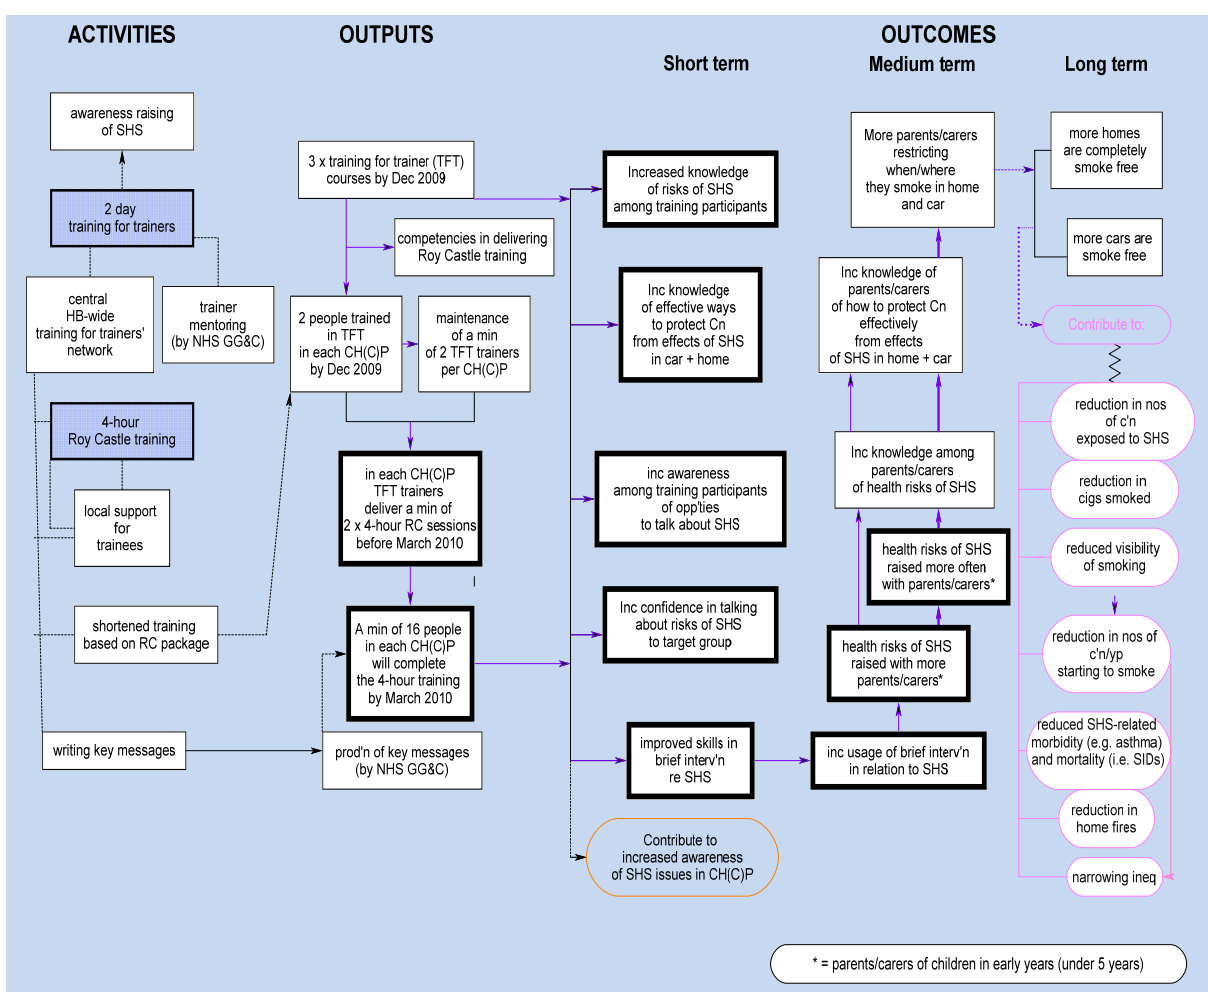 ACTIVITIES
OUTPUTS
OUTCOMES
Short term
Medium term
Long term
awareness raising
of SHS
2 day
training for trainers
central
HB-wide
training for trainers'
network
trainer
mentoring
(by NHS GG&C)
4-hour
Roy Castle training
local support
for
trainees
shortened training
based on RC package
writing key messages
3 x training for trainer (TFT)
courses by Dec 2009
competencies in delivering
Roy Castle training
2 people trained
in TFT
in each CH(C)P
by Dec 2009
maintenance
of a min
of 2 TFT trainers
per CH(C)P
in each CH(C)P
TFT trainers
deliver a min of
2 x 4-hour RC sessions
before March 2010
A min of 16 people
in each CH(C)P
will complete
the 4-hour training
by March 2010
prod'n of key messages
(by NHS GG&C)
Increased knowledge
of risks of SHS
among training participants
Inc knowledge
of effective ways
to protect Cn
from effects of SHS
in car + home
inc awareness
among training participants
of opp'ties
to talk about SHS
Inc confidence in talking
about risks of SHS
to target group
improved skills in
brief interv'n
re SHS
Contribute to
increased awareness
of SHS issues in CH(C)P
More parents/carers
restricting
when/where
they smoke in home
and car
Inc knowledge of
parents/carers
of how to protect Cn
effectively
from effects
of SHS in home + car
Inc knowledge among
parents/carers
of health risks of SHS
health risks of SHS
raised more often
with parents/carers*
health risks of SHS
raised with more
parents/carers*
inc usage of brief interv'n
in relation to SHS
more homes
are completely
smoke free
more cars are
smoke free
Contribute to:
reduction in nos
of c'n
exposed to SHS
reduction in
cigs smoked
reduced visibility
of smoking
reduction in nos of
c'n/yp
starting to smoke
reduced SHS-related
morbidity (e.g. asthma)
and mortality (i.e. SIDs)
reduction in
home fires
narrowing ineq
* = parents/carers of children in early years (under 5 years)